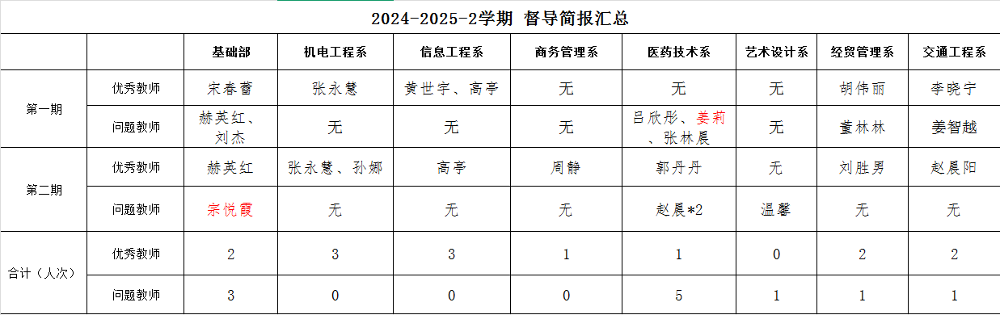 2024-2025-2学期 督导简报汇总
基础部 机电工程系 信息工程系 商务管理系 医药技术系 艺术设计系 经贸管理系 交通工程系
第一期
优秀教师 宋春蕾 张永慧 黄世宇、高亭 无 无 无 胡伟丽 李晓宁
问题教师 赫英红、
刘杰 无 无 无 吕欣彤、姜莉
、张林晨 无 董林林 姜智越
第二期
优秀教师 赫英红 张永慧、孙娜 高亭 周静 郭丹丹 无 刘胜男 赵晨阳
问题教师 宗悦霞 无 无 无 赵晨*2 温馨 无 无
合计（人次）
优秀教师 2 3 3 1 1 0 2 2
问题教师 3 0 0 0 5 1 1 1